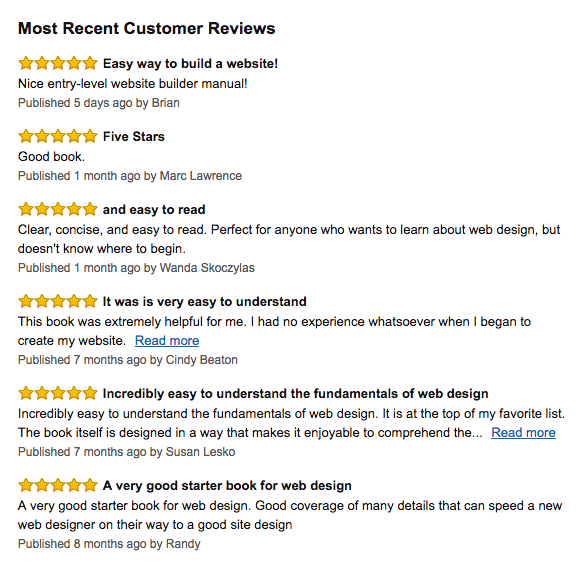 Most Recent Customer Reviews
Easy way to build a website!
Nice entry-level website builder manual!
Published 5 days ago by Brian
Five Stars
Good book.
Published 1 month ago by Marc Lawrence
and easy to read
Clear, concise, and easy to read. Perfect for anyone who wants to learn about web design, but
doesn't know where to begin.
Published 1 month ago by Wanda Skoczylas
It was is very easy to understand
This book was extremely helpful for me. I had no experience whatsoever when I began to
create my website. Read more
Published 7 months ago by Cindy Beaton
Incredibly easy to understand the fundamentals of web design
Incredibly easy to understand the fundamentals of web design. It is at the top of my favorite list.
The book itself is designed in a way that makes it enjoyable to comprehend the... Read more
Published 7 months ago by Susan Lesko
A very good starter book for web design
A very good starter book for web design. Good coverage of many details that can speed a new
web designer on their way to a good site design
Published 8 months ago by Randy